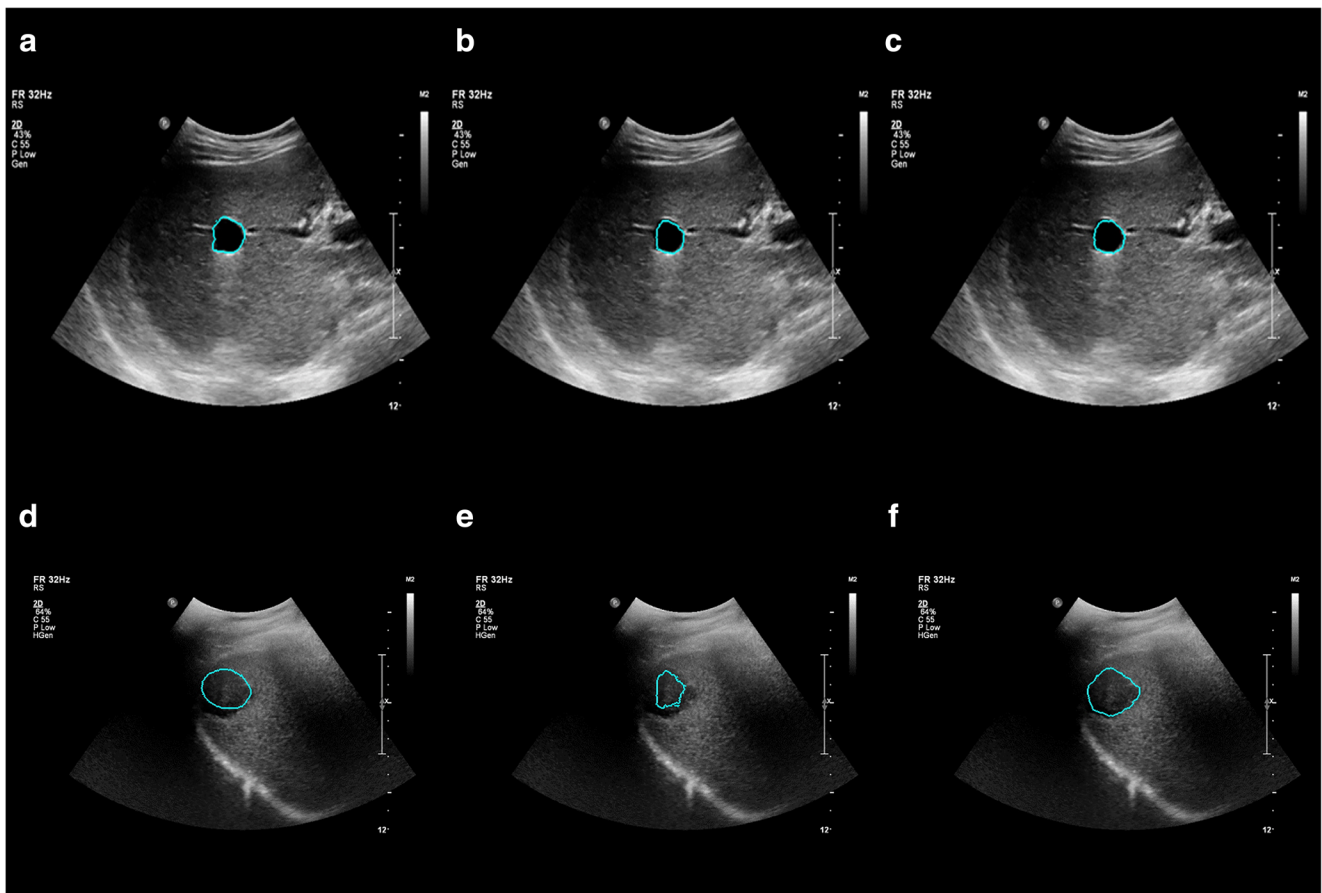 a
FR 32Hz
RS
2D
43%
C 55
P Low
Gen
M2
x
12
b
FR 32Hz
RS
2D
43%
C 55
P Low
Gen
M2
x
12
c
FR 32Hz
RS
2D
43%
C 55
P Low
Gen
M2
x
12
d
FR 32Hz
RS
2D
64%
C 55
P Low
HGen
M2
x
12
e
FR 32Hz
RS
2D
64%
C 55
P Low
HGen
M2
x
12
f
FR 32Hz
RS
2D
64%
C 55
P Low
HGen
M2
x
12